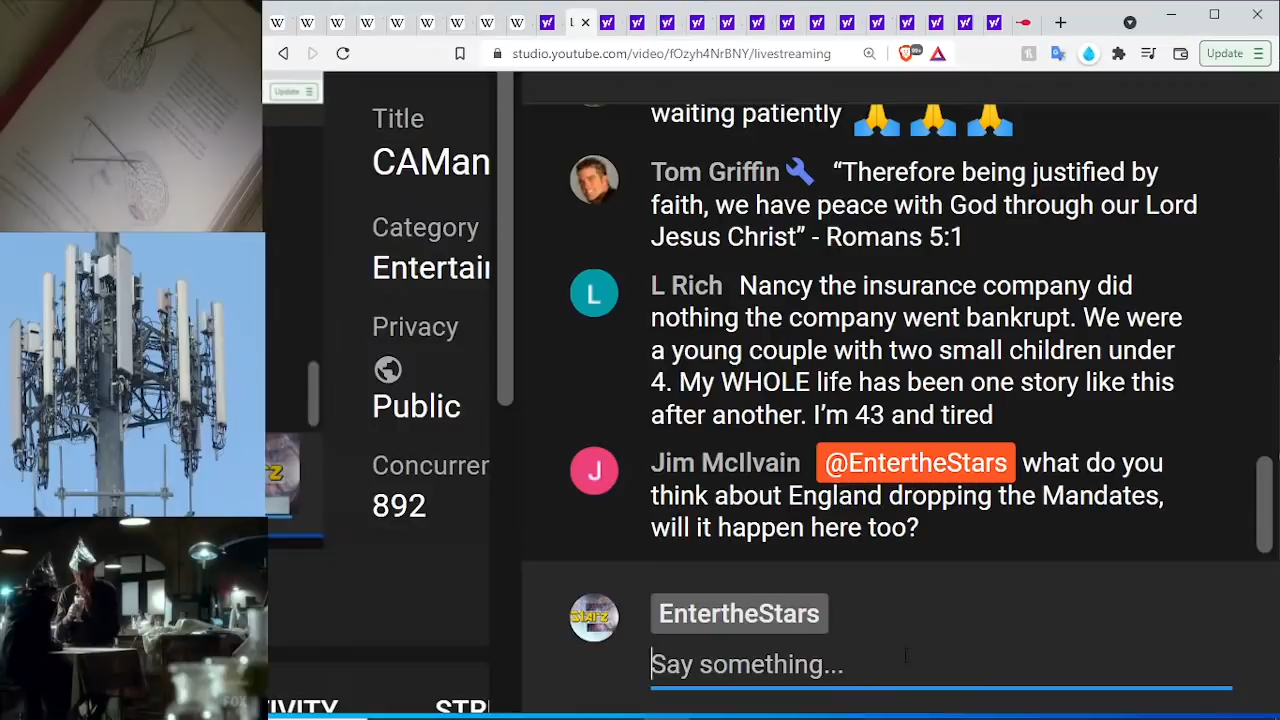 studio.youtube.com/video/fOzyh4NrBNY/livestreaming
99+
Update
Update
Title
CAMan
Category
Entertai
Privacy
Public
Concurrer
892
waiting patiently 🙏 🙏 🙏
Tom Griffin “Therefore being justified by
faith, we have peace with God through our Lord
Jesus Christ” - Romans 5:1
L
L Rich Nancy the insurance company did
nothing the company went bankrupt. We were
a young couple with two small children under
4. My WHOLE life has been one story like this
after another. I’m 43 and tired
J
Jim McIlvain @EntertheStars what do you
think about England dropping the Mandates,
will it happen here too?
Starz
EntertheStars
Say something...
FOX